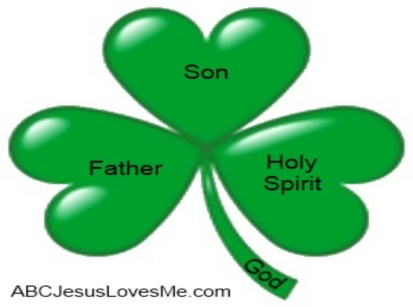 Son
Father
Holy
Spirit
God
ABCJesusLovesMe.com